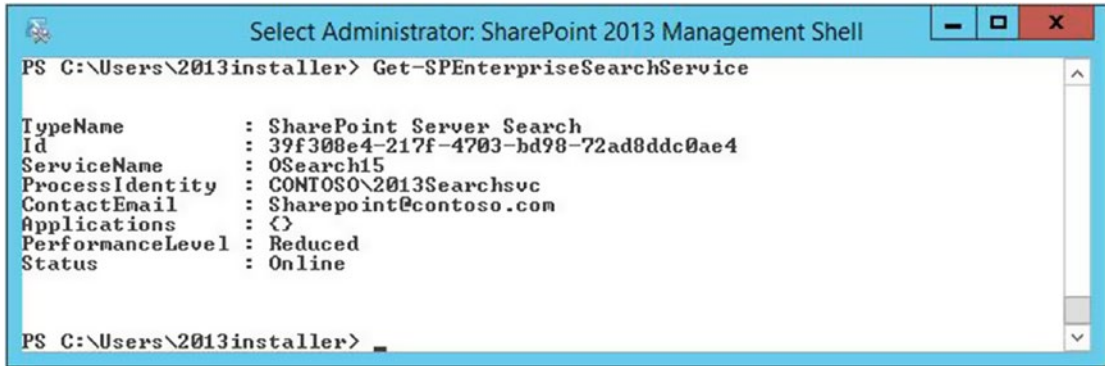 Select Administrator: SharePoint 2013 Management Shell
PS C:\Users\2013installer> Get-SPEnterpriseSearchService
TypeName : SharePoint Server Search
Id : 39f308e4-217f-4703-bd98-72ad8ddc0ae4
ServiceName : OSearch15
ProcessIdentity : CONTOSO\2013Searchsvc
ContactEmail : Sharepoint@contoso.com
Applications : {}
PerformanceLevel : Reduced
Status : Online
PS C:\Users\2013installer> _